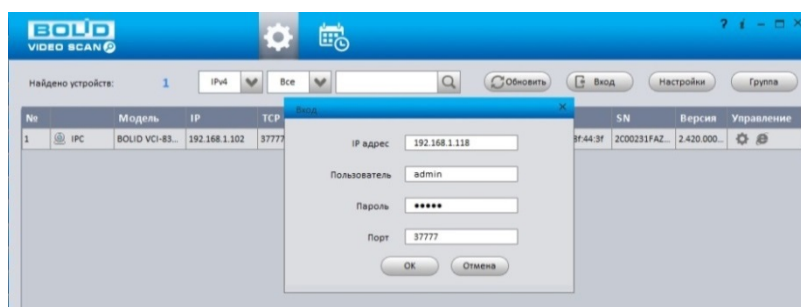 BOLID
VIDEO SCAN
? i
Найдено устройств: 1 IPv4 Все Обновить Вход Настройки Группа
№ Модель IP TCP SN Версия Управление
1 IPC BOLID VCI-83... 192.168.1.102 37777 3f:44:3f 2C00231FAZ... 2.420.000...
Вход
IP адрес 192.168.1.118
Пользователь admin
Пароль •••••
Порт 37777
OK Отмена